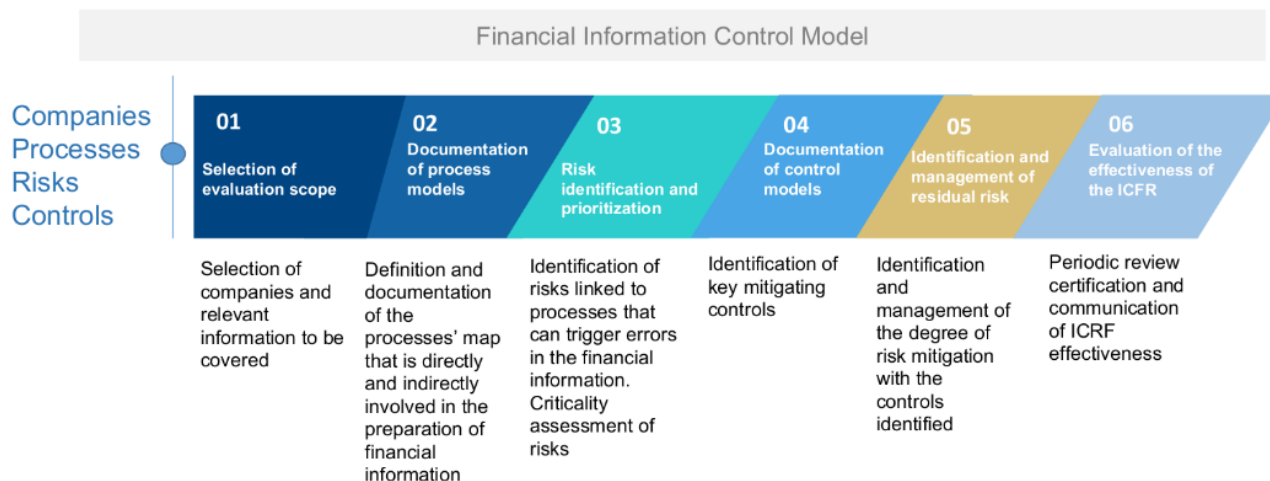 Financial Information Control Model
Companies
Processes
Risks
Controls
01
Selection of
evaluation scope
02
Documentation
of process
models
03
Risk
identification and
prioritization
04
Documentation
of control
models
05
Identification and
management of
residual risk
06
Evaluation of the
effectiveness of
the ICFR
Selection of
companies and
relevant
information to be
covered
Definition and
documentation
of the
processes’ map
that is directly
and indirectly
involved in the
preparation of
financial
information
Identification of
risks linked to
processes that
can trigger errors
in the financial
information.
Criticality
assessment of
risks
Identification of
key mitigating
controls
Identification
and
management of
the degree of
risk mitigation
with the
controls
identified
Periodic review
certification and
communication
of ICRF
effectiveness